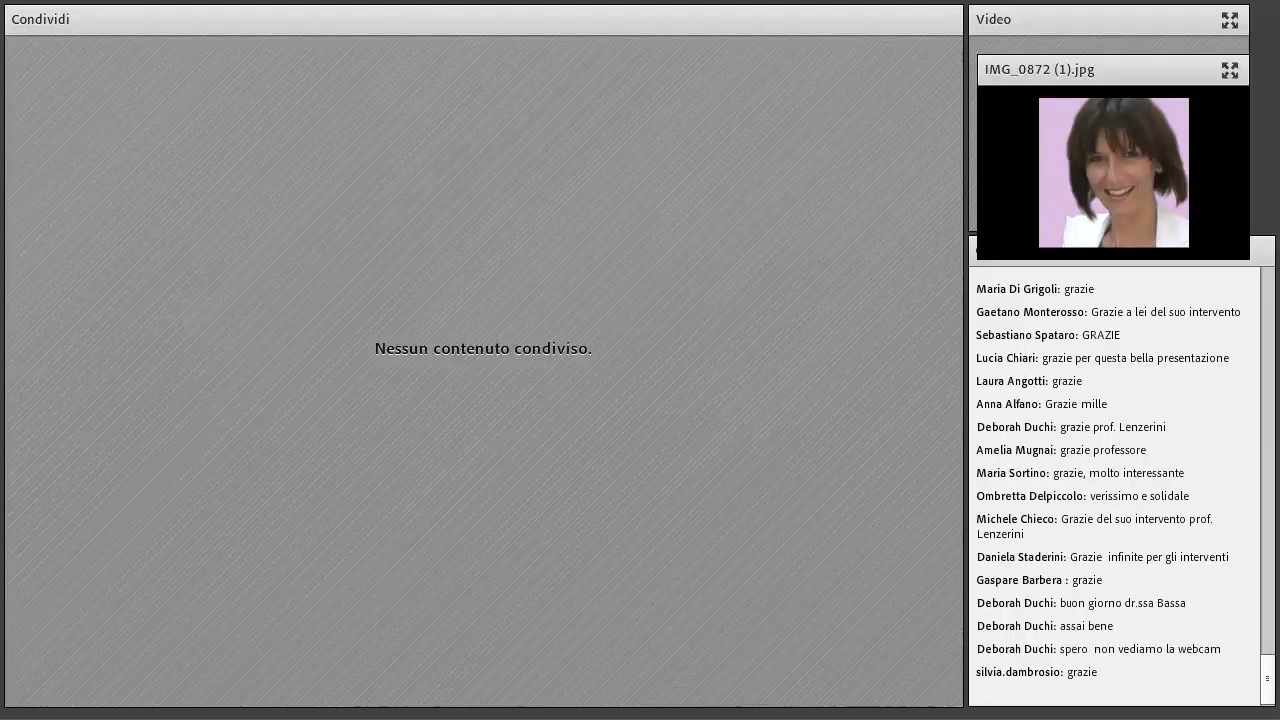 Condividi
Video
IMG_0872 (1).jpg
Nessun contenuto condiviso.
Maria Di Grigoli: grazie
Gaetano Monterosso: Grazie a lei del suo intervento
Sebastiano Spataro: GRAZIE
Lucia Chiari: grazie per questa bella presentazione
Laura Angotti: grazie
Anna Alfano: Grazie mille
Deborah Duchi: grazie prof. Lenzerini
Amelia Mugnai: grazie professore
Maria Sortino: grazie, molto interessante
Ombretta Delpiccolo: verissimo e solidale
Michele Chieco: Grazie del suo intervento prof.
Lenzerini
Daniela Staderini: Grazie  infinite per gli interventi
Gaspare Barbera : grazie
Deborah Duchi: buon giorno dr.ssa Bassa
Deborah Duchi: assai bene
Deborah Duchi: spero  non vediamo la webcam
silvia.dambrosio: grazie